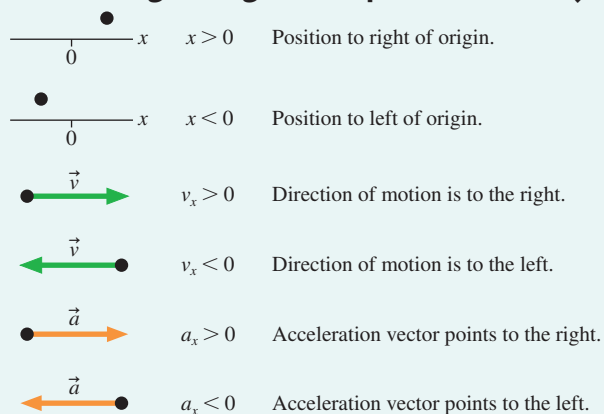 x x > 0 Position to right of origin.
0
x x < 0 Position to left of origin.
0
v⃗
vₓ > 0 Direction of motion is to the right.
v⃗
vₓ < 0 Direction of motion is to the left.
a⃗
aₓ > 0 Acceleration vector points to the right.
a⃗
aₓ < 0 Acceleration vector points to the left.